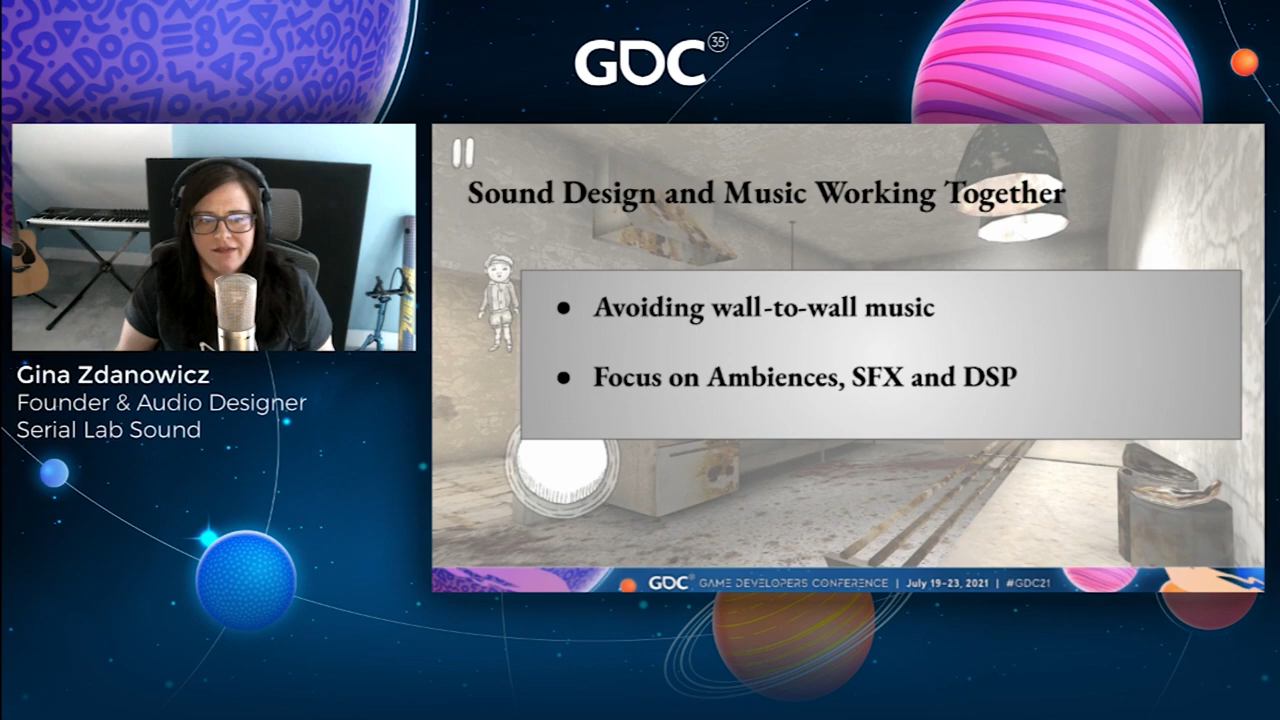 GDC 35
Sound Design and Music Working Together
● Avoiding wall-to-wall music
● Focus on Ambiences, SFX and DSP
Gina Zdanowicz
Founder & Audio Designer
Serial Lab Sound
GDC GAME DEVELOPERS CONFERENCE | July 19-23, 2021 | #GDC21